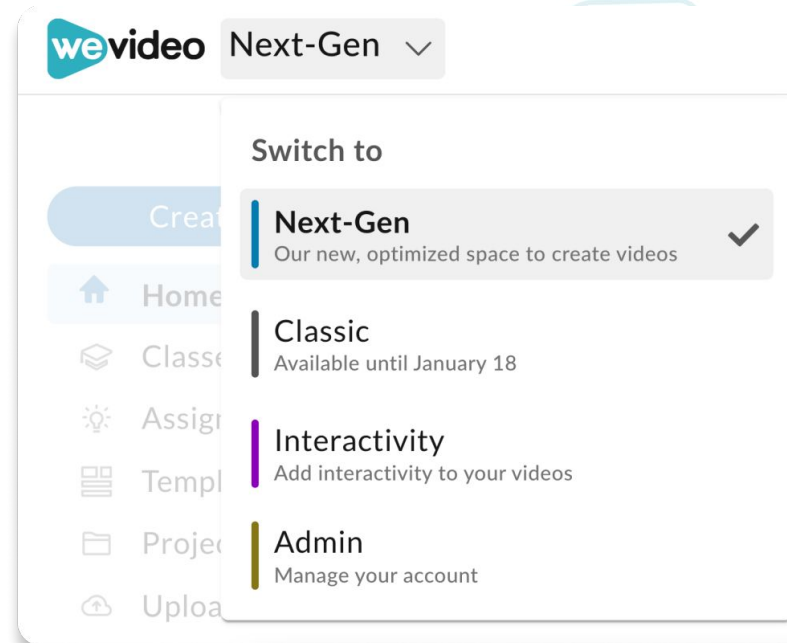 wevideo Next-Gen
Switch to
Next-Gen
Our new, optimized space to create videos
Classic
Available until January 18
Interactivity
Add interactivity to your videos
Admin
Manage your account
Home